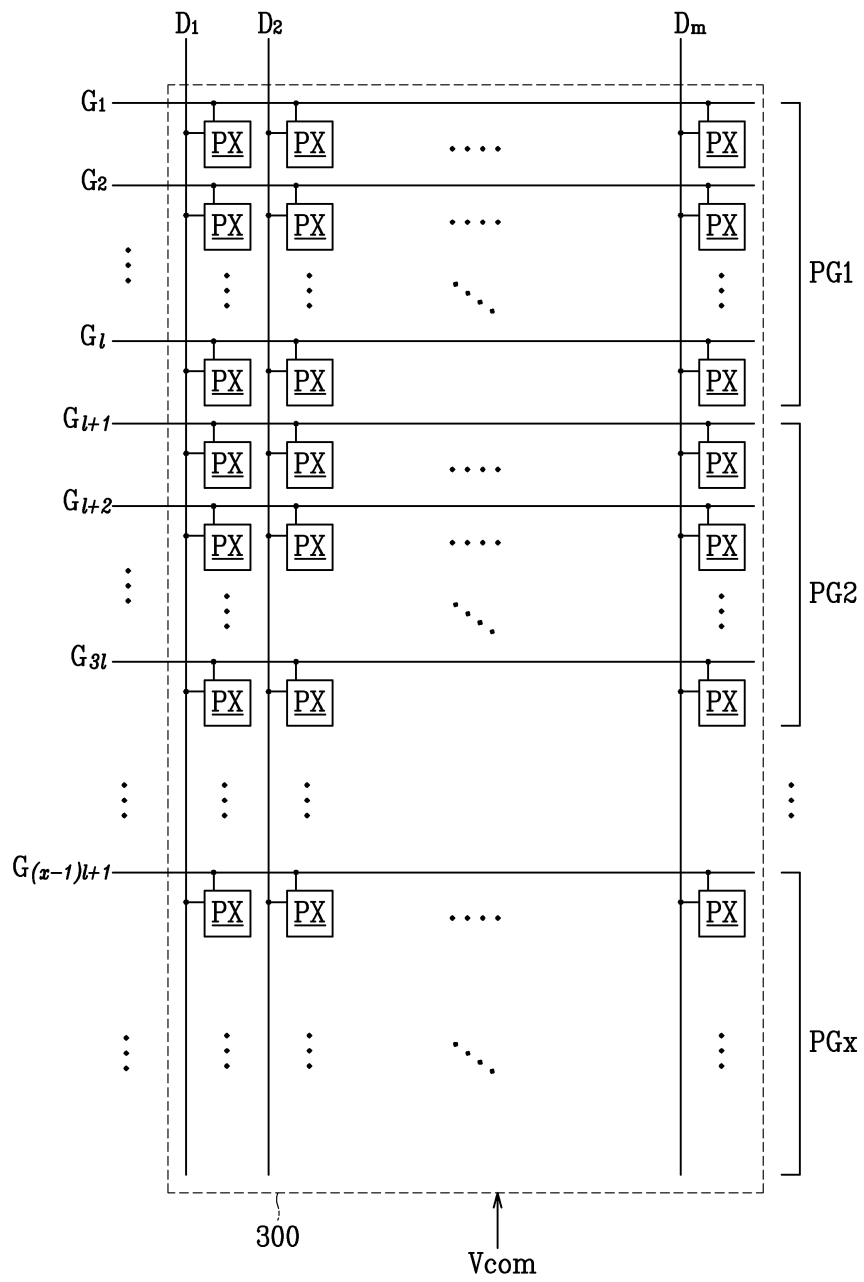 D1 D2 Dm
G1
PX PX PX
G2
PX PX PX
PG1
Gl
PX PX PX
Gl+1
PX PX PX
Gl+2
PX PX PX
PG2
G3l
PX PX PX
G(x-1)l+1
PX PX PX
PGx
300
Vcom